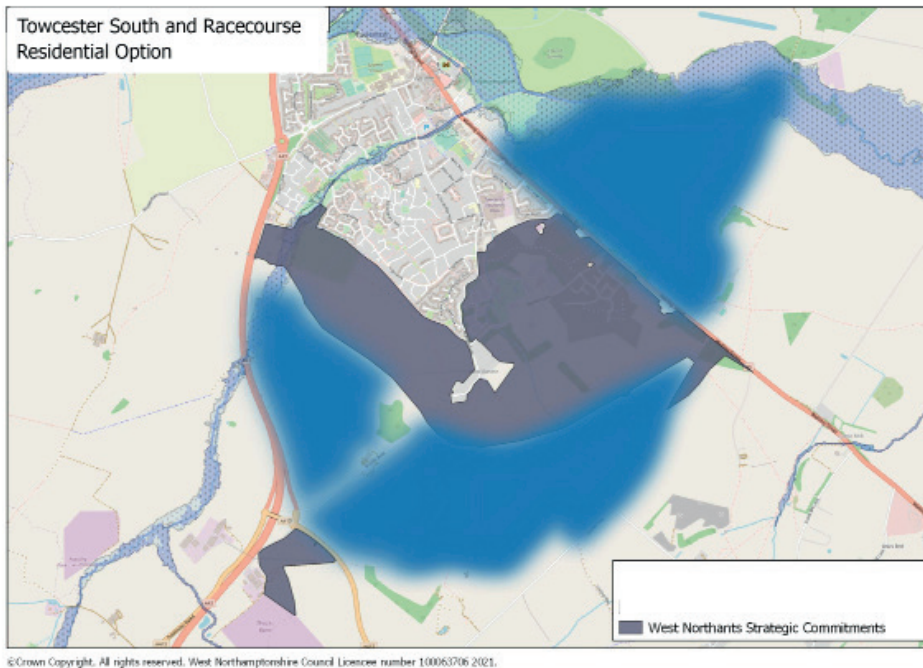 Towcester South and Racecourse
Residential Option
West Northants Strategic Commitments
©Crown Copyright. All rights reserved. West Northamptonshire Council Licencee number 100063706 2021.